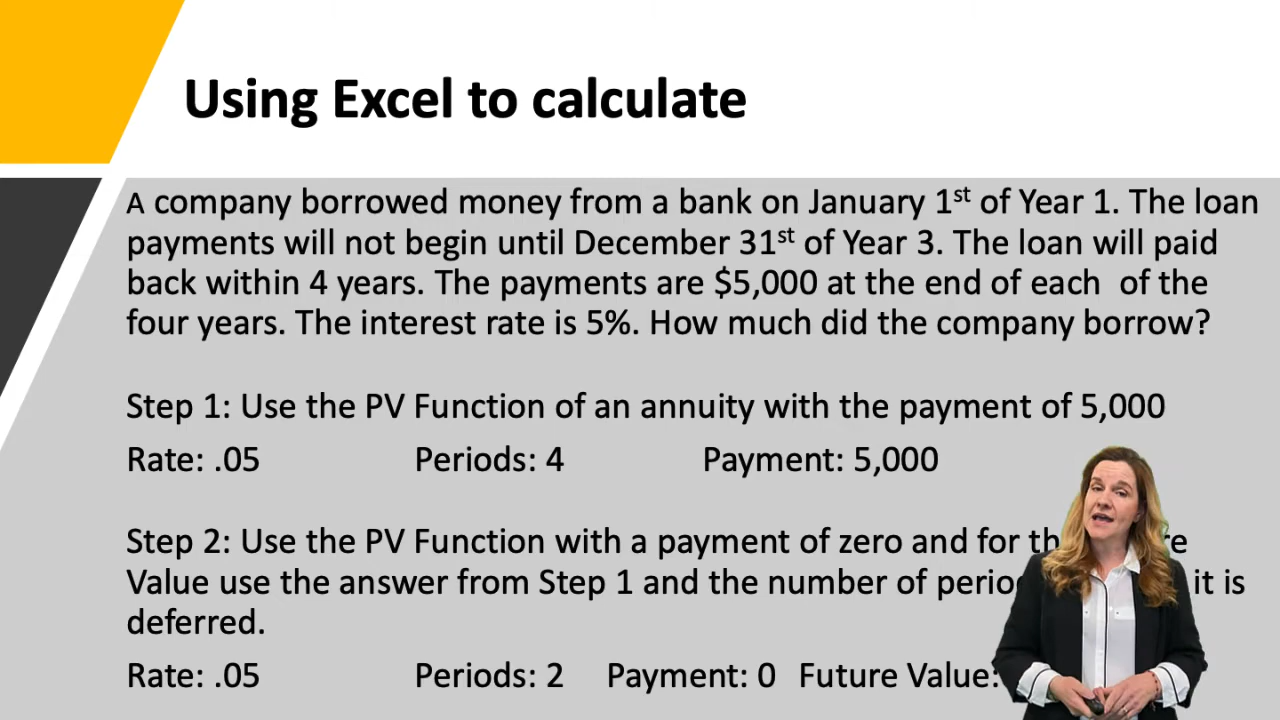 Using Excel to calculate
A company borrowed money from a bank on January 1st of Year 1. The loan
payments will not begin until December 31st of Year 3. The loan will paid
back within 4 years. The payments are $5,000 at the end of each of the
four years. The interest rate is 5%. How much did the company borrow?
Step 1: Use the PV Function of an annuity with the payment of 5,000
Rate: .05 Periods: 4 Payment: 5,000
Step 2: Use the PV Function with a payment of zero and for
Value use the answer from Step 1 and the number of it is
deferred.
Rate: .05 Periods: 2 Payment: 0 Future Value: